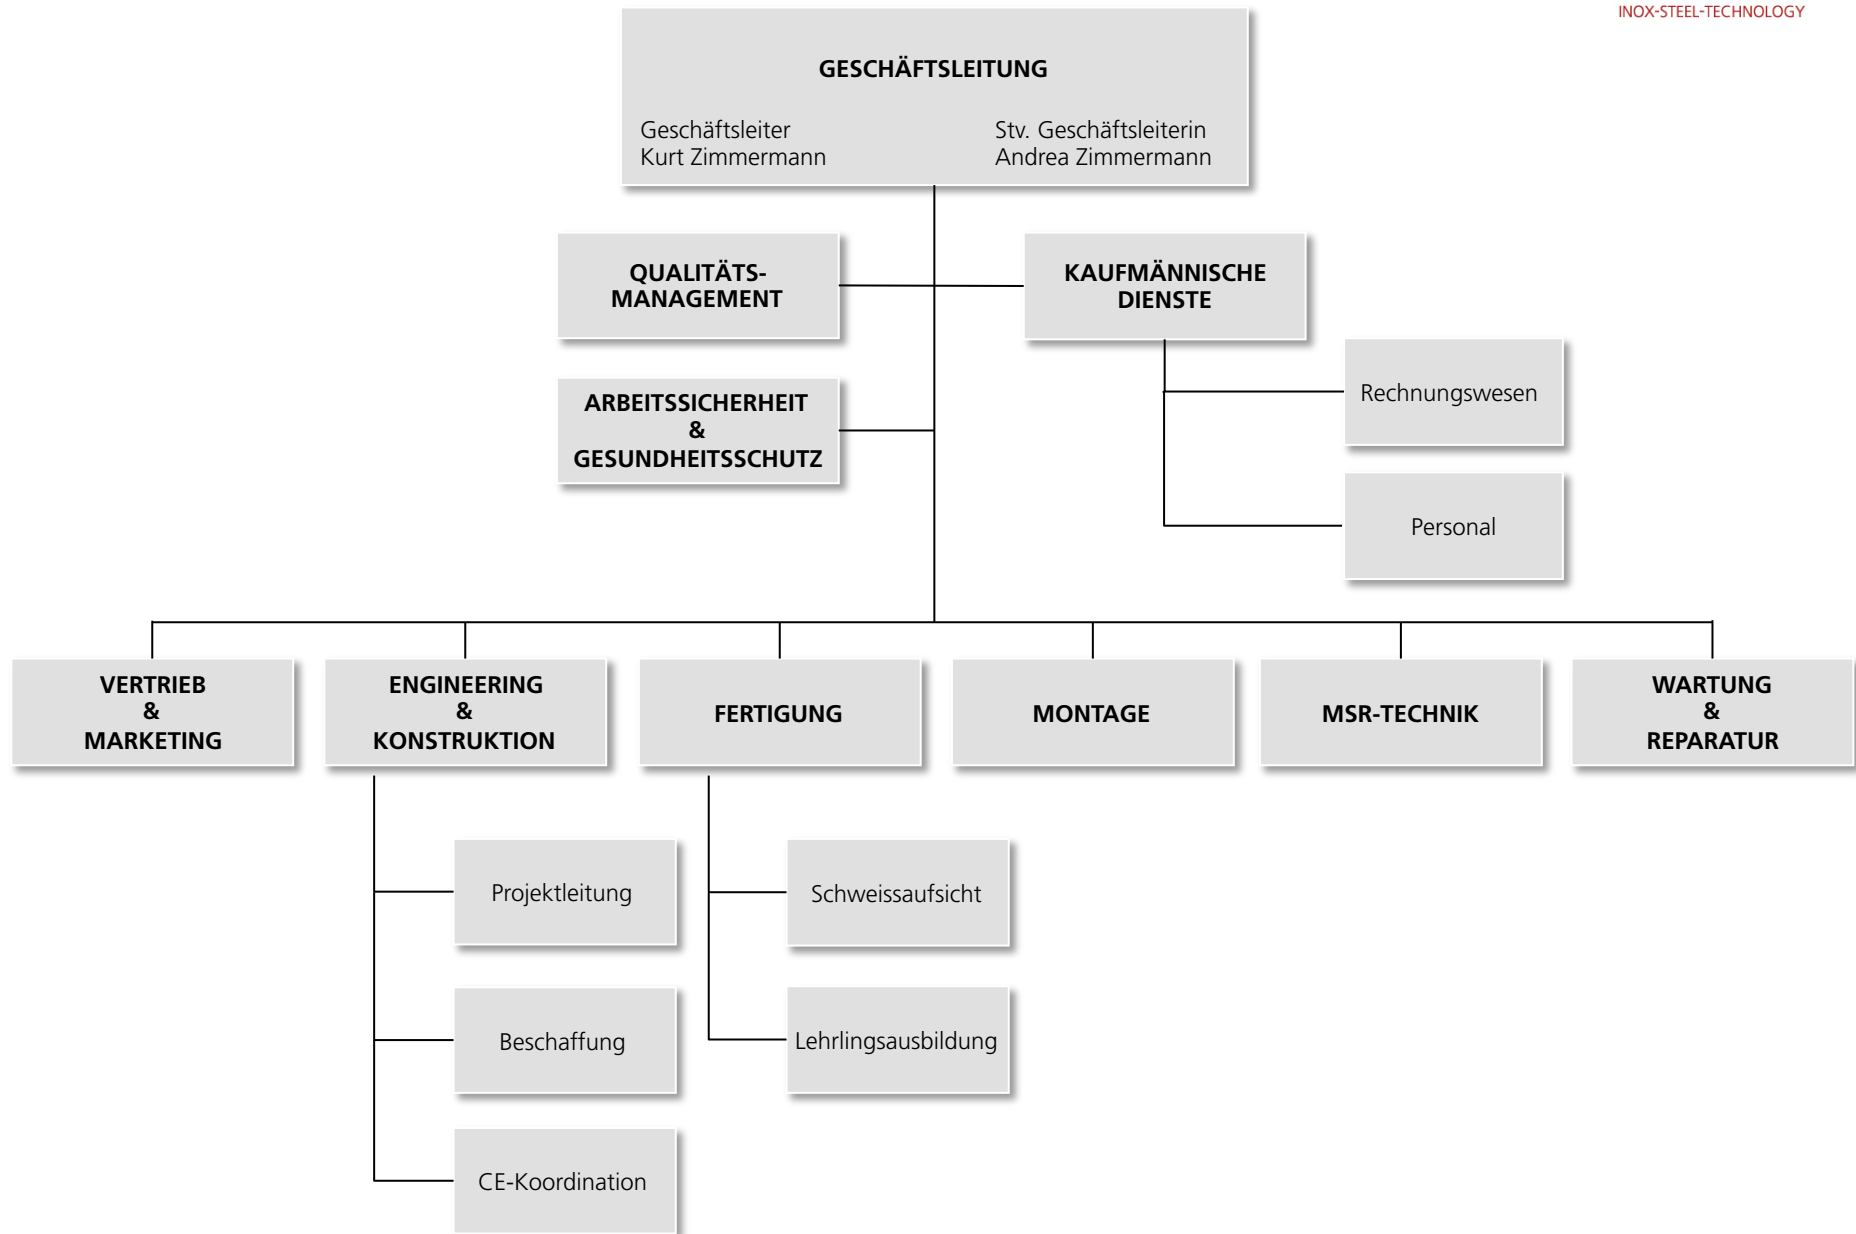 INOX-STEEL-TECHNOLOGY
GESCHÄFTSLEITUNG
Geschäftsleiter
Kurt Zimmermann
Stv. Geschäftsleiterin
Andrea Zimmermann
QUALITÄTS-
MANAGEMENT
KAUFMÄNNISCHE
DIENSTE
ARBEITSSICHERHEIT
&
GESUNDHEITSSCHUTZ
Rechnungswesen
Personal
VERTRIEB
&
MARKETING
ENGINEERING
&
KONSTRUKTION
FERTIGUNG
MONTAGE
MSR-TECHNIK
WARTUNG
&
REPARATUR
Projektleitung
Beschaffung
CE-Koordination
Schweissaufsicht
Lehrlingsausbildung